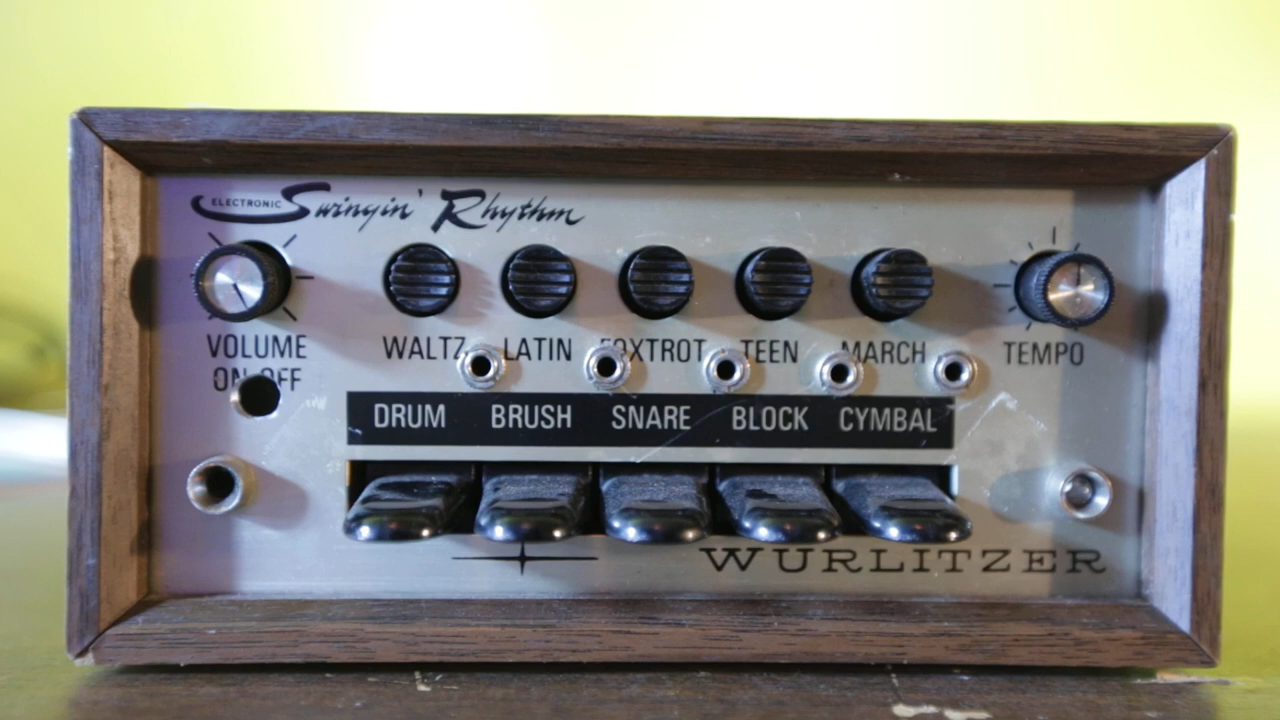 ELECTRONIC Swingin' Rhythm
VOLUME
ON OFF
WALTZ LATIN FOXTROT TEEN MARCH TEMPO
DRUM BRUSH SNARE BLOCK CYMBAL
WURLITZER